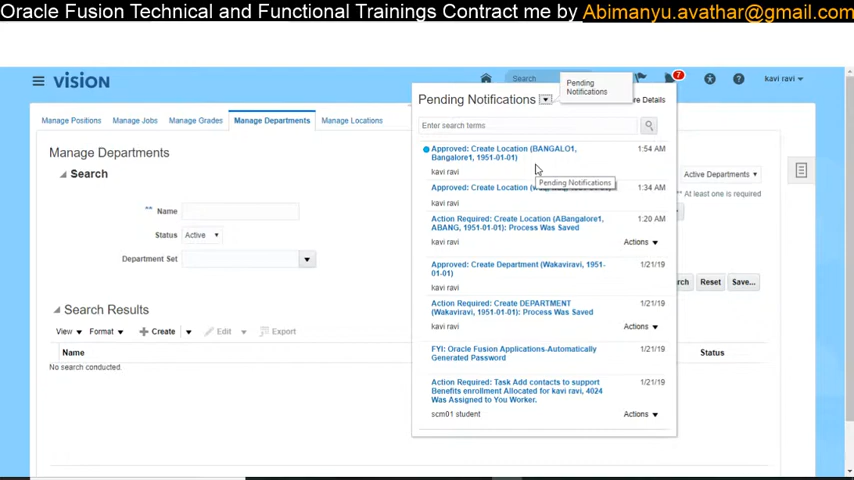 Oracle Fusion Technical and Functional Trainings Contract me by Abimanyu.avathar@gmail.com
vision
Search
7
kavi ravi
Pending
Notifications
Pending Notifications
re Details
Manage Positions
Manage Jobs
Manage Grades
Manage Departments
Manage Locations
Enter search terms
Manage Departments
Search
Approved: Create Location (BANGALO1,
Bangalore1, 1951-01-01)
1:54 AM
kavi ravi
Pending Notifications
Active Departments
Approved: Create Location
1:34 AM
** At least one is required
kavi ravi
** Name
Action Required: Create Location (ABangalore1,
ABANG, 1951-01-01): Process Was Saved
1:20 AM
Status Active
kavi ravi
Actions
Department Set
Approved: Create Department (Wakaviravi, 1951-
01-01)
1/21/19
kavi ravi
rch
Reset
Save...
Search Results
Action Required: Create DEPARTMENT
(Wakaviravi, 1951-01-01): Process Was Saved
1/21/19
kavi ravi
Actions
View
Format
Create
Edit
Export
Name
Status
No search conducted.
FYI: Oracle Fusion Applications-Automatically
Generated Password
1/21/19
Action Required: Task Add contacts to support
Benefits enrollment Allocated for kavi ravi, 4024
Was Assigned to You Worker.
1/21/19
scm01 student
Actions